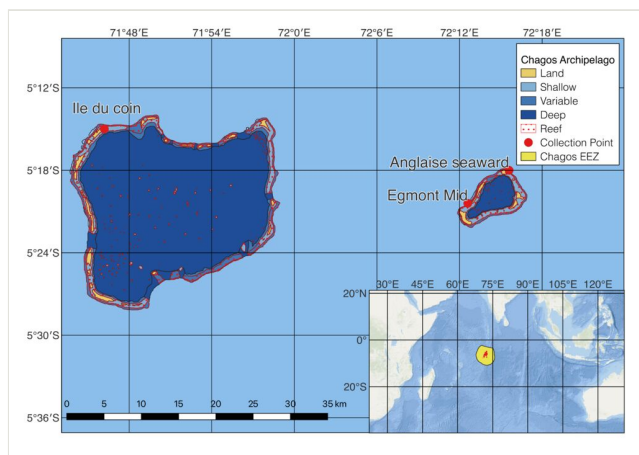 71°48'E 71°54'E 72°0'E 72°6'E 72°12'E 72°18'E
5°12'S
5°18'S
5°24'S
5°30'S
5°36'S
Ile du coin
Anglaise seaward
Egmont Mid
Chagos Archipelago
Land
Shallow
Variable
Deep
Reef
Collection Point
Chagos EEZ
0 5 10 15 20 25 30 35 km
30°E 45°E 60°E 75°E 90°E 105°E 120°E
20°N
0°
20°S